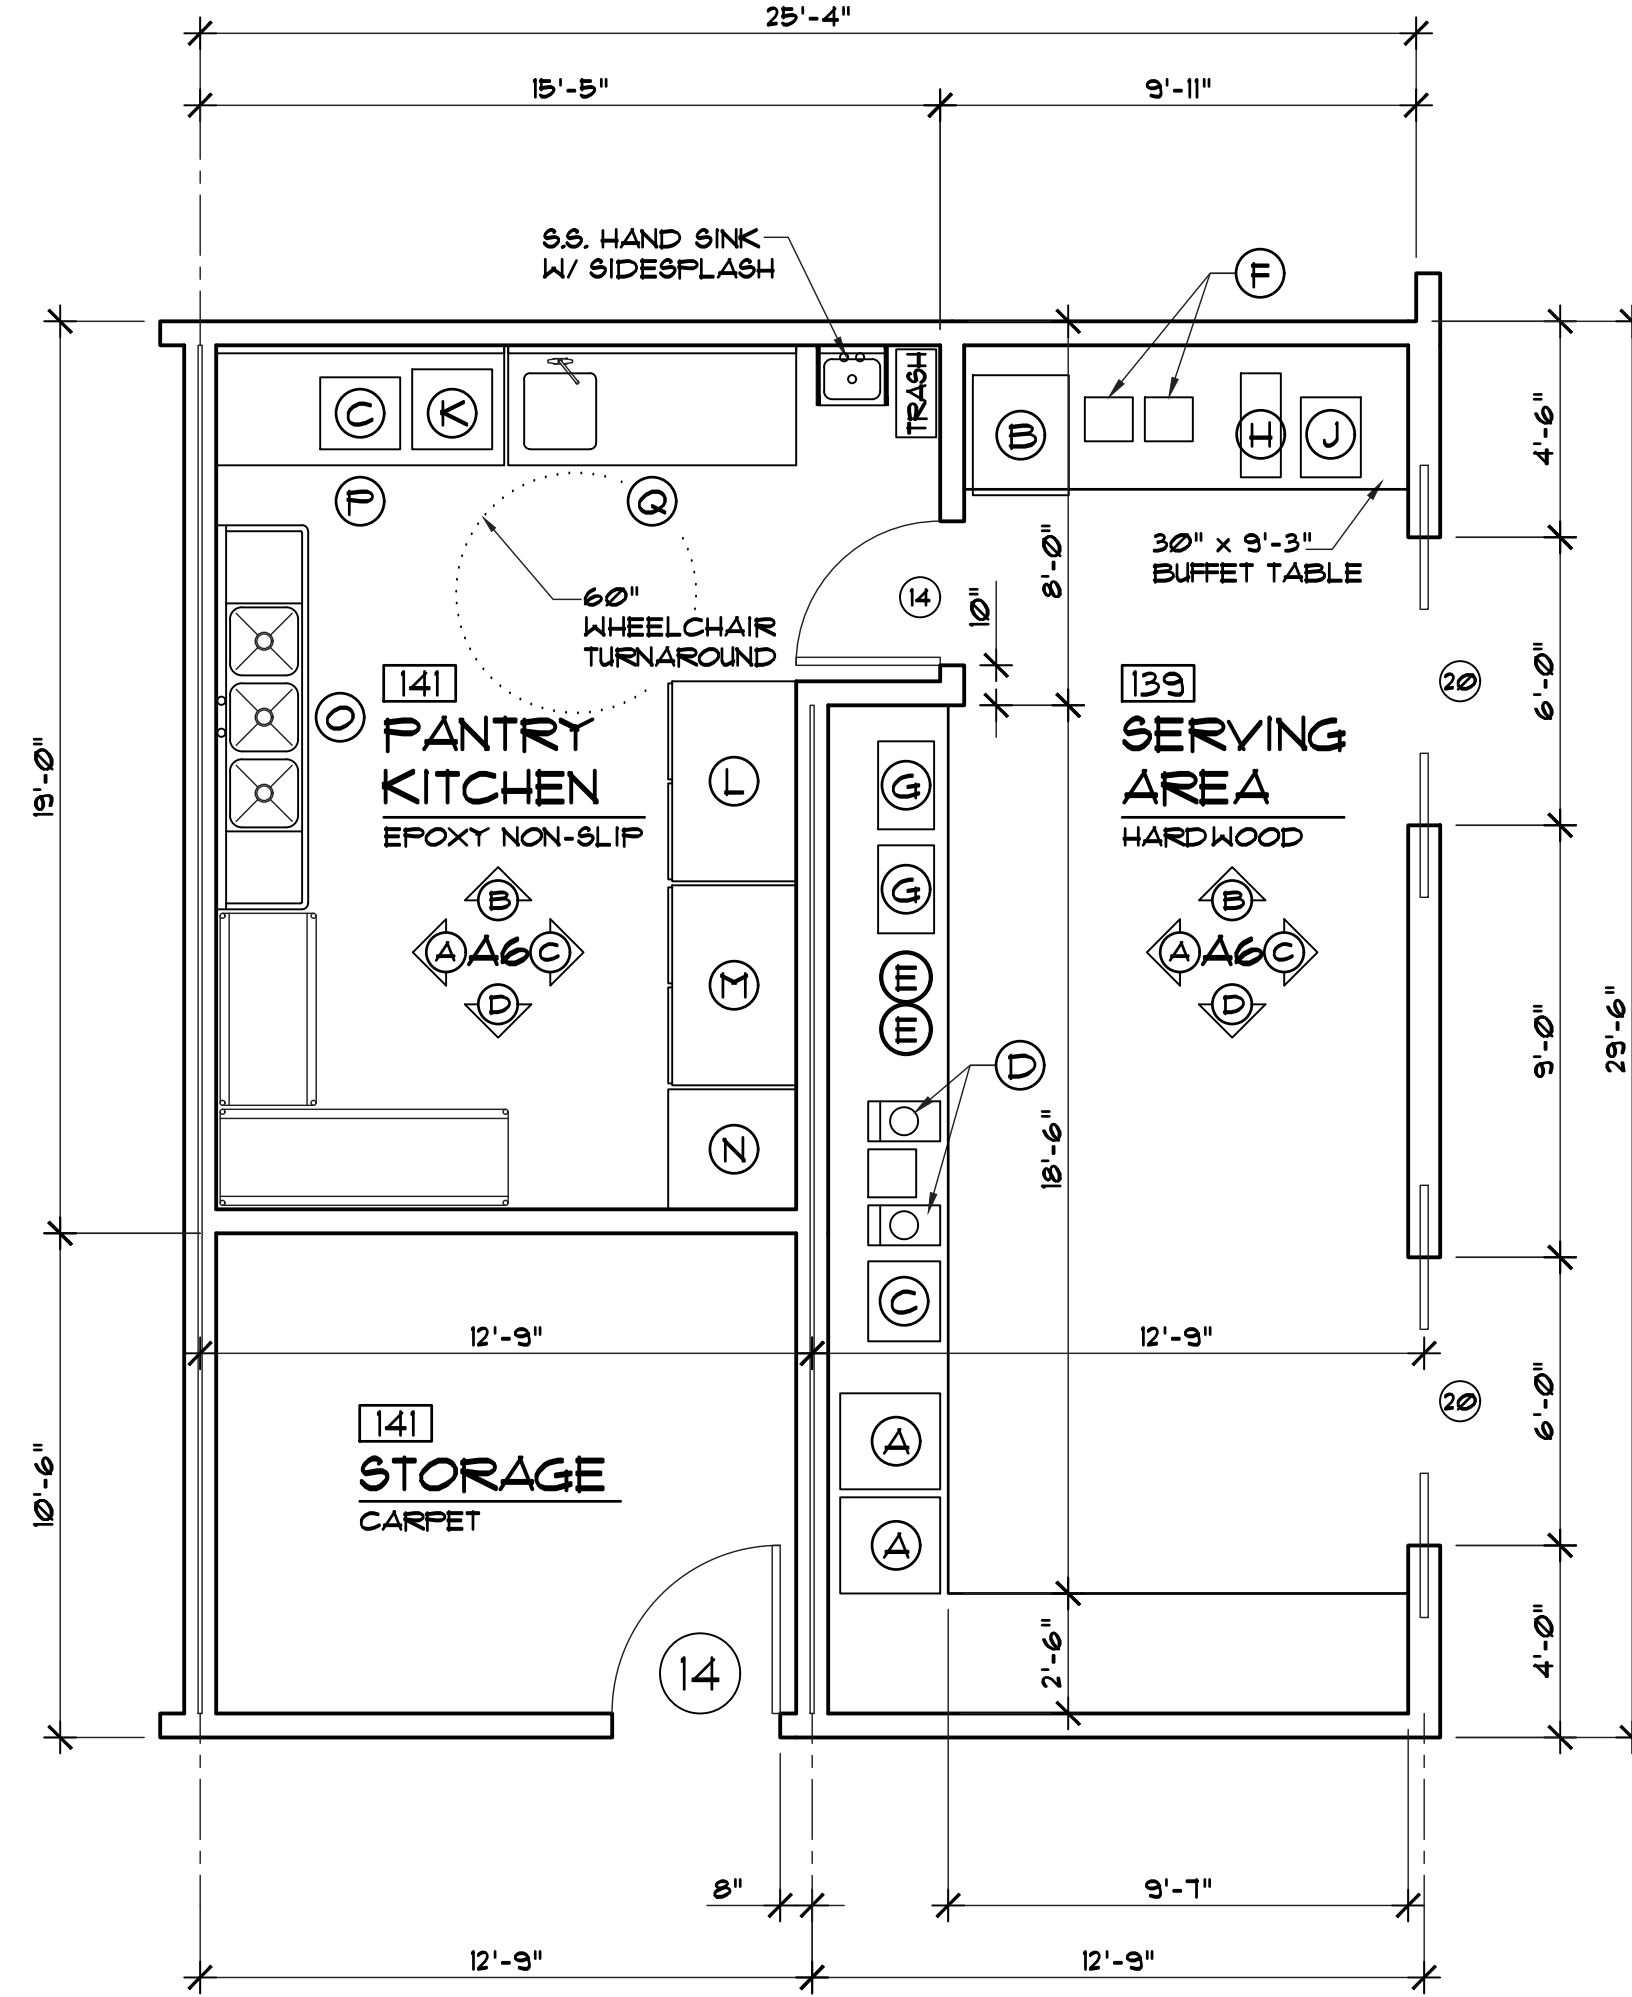 25'-4"
15'-5"
9'-11"
S.S. HAND SINK
W/ SIDESPLASH
F
TRASH
C
K
B
H
J
4'-6"
P
Q
30" x 9'-3"
BUFFET TABLE
8'-0"
60"
WHEELCHAIR
TURNAROUND
14
10"
141
PANTRY
KITCHEN
EPOXY NON-SLIP
O
L
139
SERVING
AREA
HARDWOOD
20
6'-0"
19'-0"
G
G
B
A A6 C
D
M
E
E
B
A A6 C
D
9'-0"
29'-6"
D
N
18'-6"
C
12'-9"
12'-9"
141
STORAGE
CARPET
10'-6"
A
A
20
6'-0"
14
2'-6"
4'-0"
8"
9'-7"
12'-9"
12'-9"